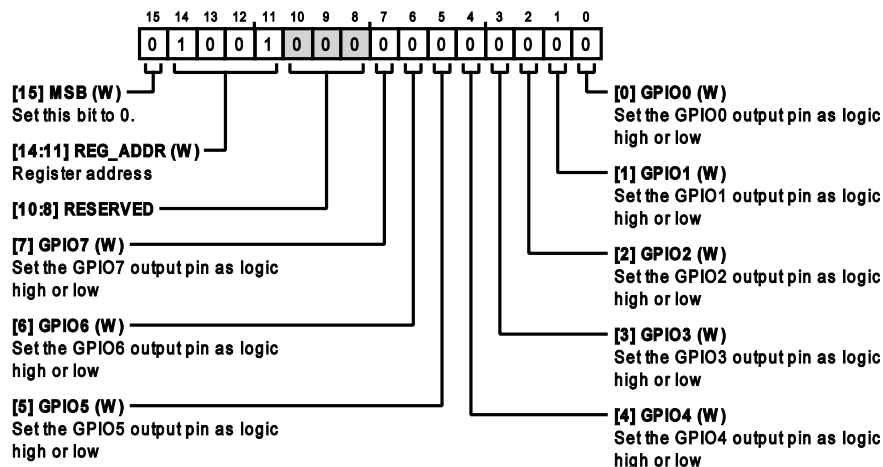 15 14 13 12 11 10 9 8 7 6 5 4 3 2 1 0
0 1 0 0 1 0 0 0 0 0 0 0 0 0 0 0
[15] MSB (W)
Set this bit to 0.
[14:11] REG_ADDR (W)
Register address
[10:8] RESERVED
[7] GPIO7 (W)
Set the GPIO7 output pin as logic
high or low
[6] GPIO6 (W)
Set the GPIO6 output pin as logic
high or low
[5] GPIO5 (W)
Set the GPIO5 output pin as logic
high or low
[0] GPIO0 (W)
Set the GPIO0 output pin as logic
high or low
[1] GPIO1 (W)
Set the GPIO1 output pin as logic
high or low
[2] GPIO2 (W)
Set the GPIO2 output pin as logic
high or low
[3] GPIO3 (W)
Set the GPIO3 output pin as logic
high or low
[4] GPIO4 (W)
Set the GPIO4 output pin as logic
high or low